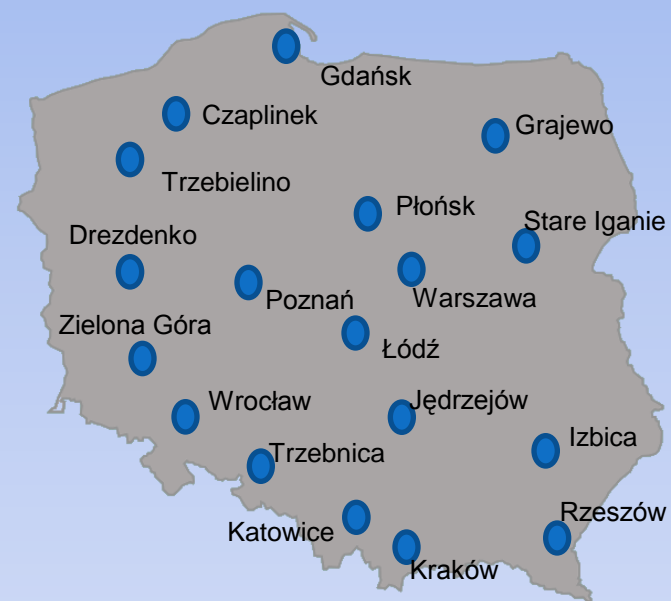 Gdańsk
Czaplinek
Grajewo
Trzebielino
Płońsk
Stare Iganie
Drezdenko
Poznań
Warszawa
Zielona Góra
Łódź
Wrocław
Jędrzejów
Izbica
Trzebnica
Rzeszów
Katowice
Kraków